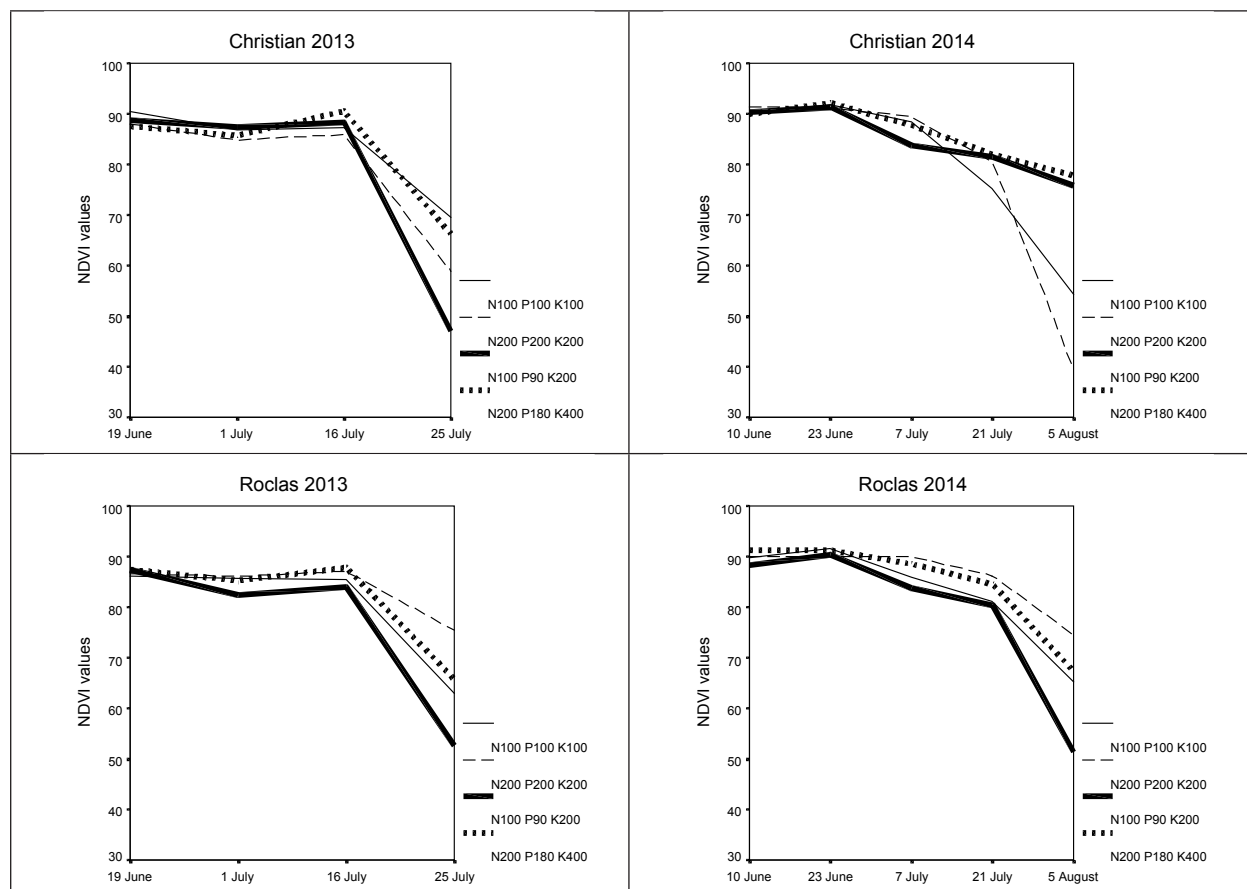 Christian 2013
100
90
80
70
60
50
40
30
NDVI values
19 June 1 July 16 July 25 July
N100 P100 K100
N200 P200 K200
N100 P90 K200
N200 P180 K400
Christian 2014
100
90
80
70
60
50
40
30
NDVI values
10 June 23 June 7 July 21 July 5 August
N100 P100 K100
N200 P200 K200
N100 P90 K200
N200 P180 K400
Roclas 2013
100
90
80
70
60
50
40
30
NDVI values
19 June 1 July 16 July 25 July
N100 P100 K100
N200 P200 K200
N100 P90 K200
N200 P180 K400
Roclas 2014
100
90
80
70
60
50
40
30
NDVI values
10 June 23 June 7 July 21 July 5 August
N100 P100 K100
N200 P200 K200
N100 P90 K200
N200 P180 K400